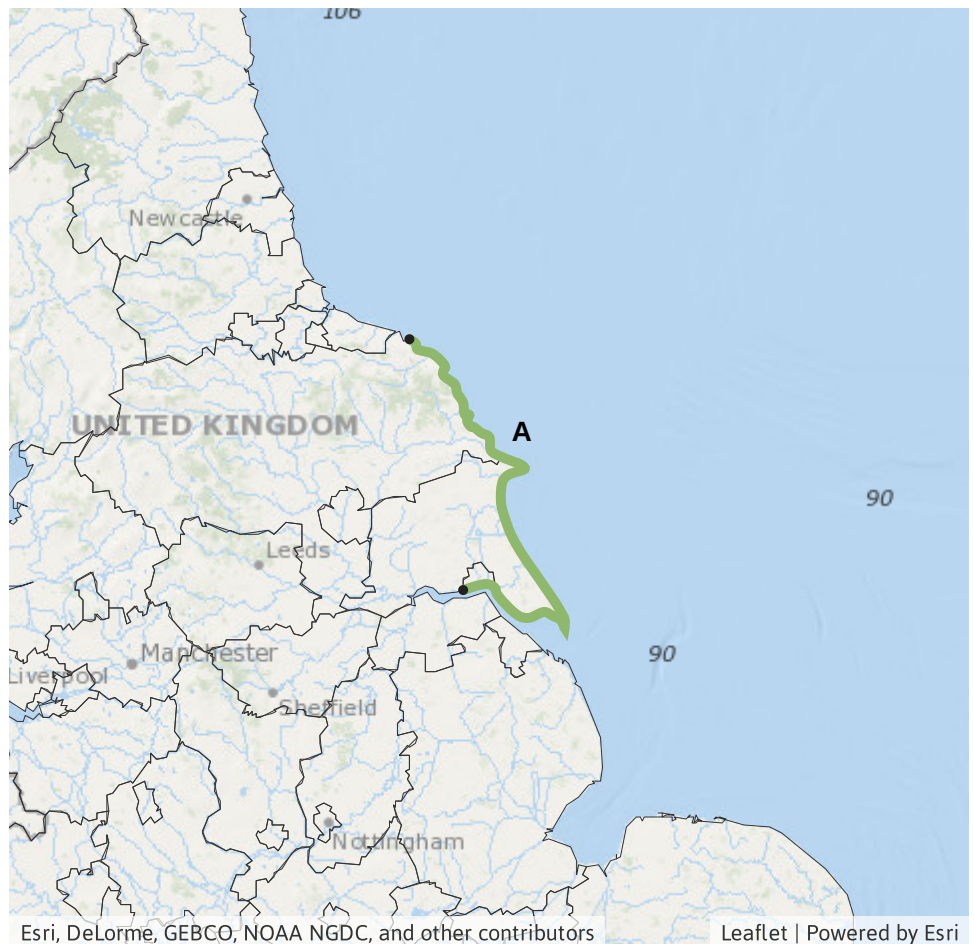 106
Newcastle
UNITED KINGDOM
A
90
Leeds
90
Manchester
Liverpool
Sheffield
Nottingham
Esri, DeLorme, GEBCO, NOAA NGDC, and other contributors
Leaflet | Powered by Esri